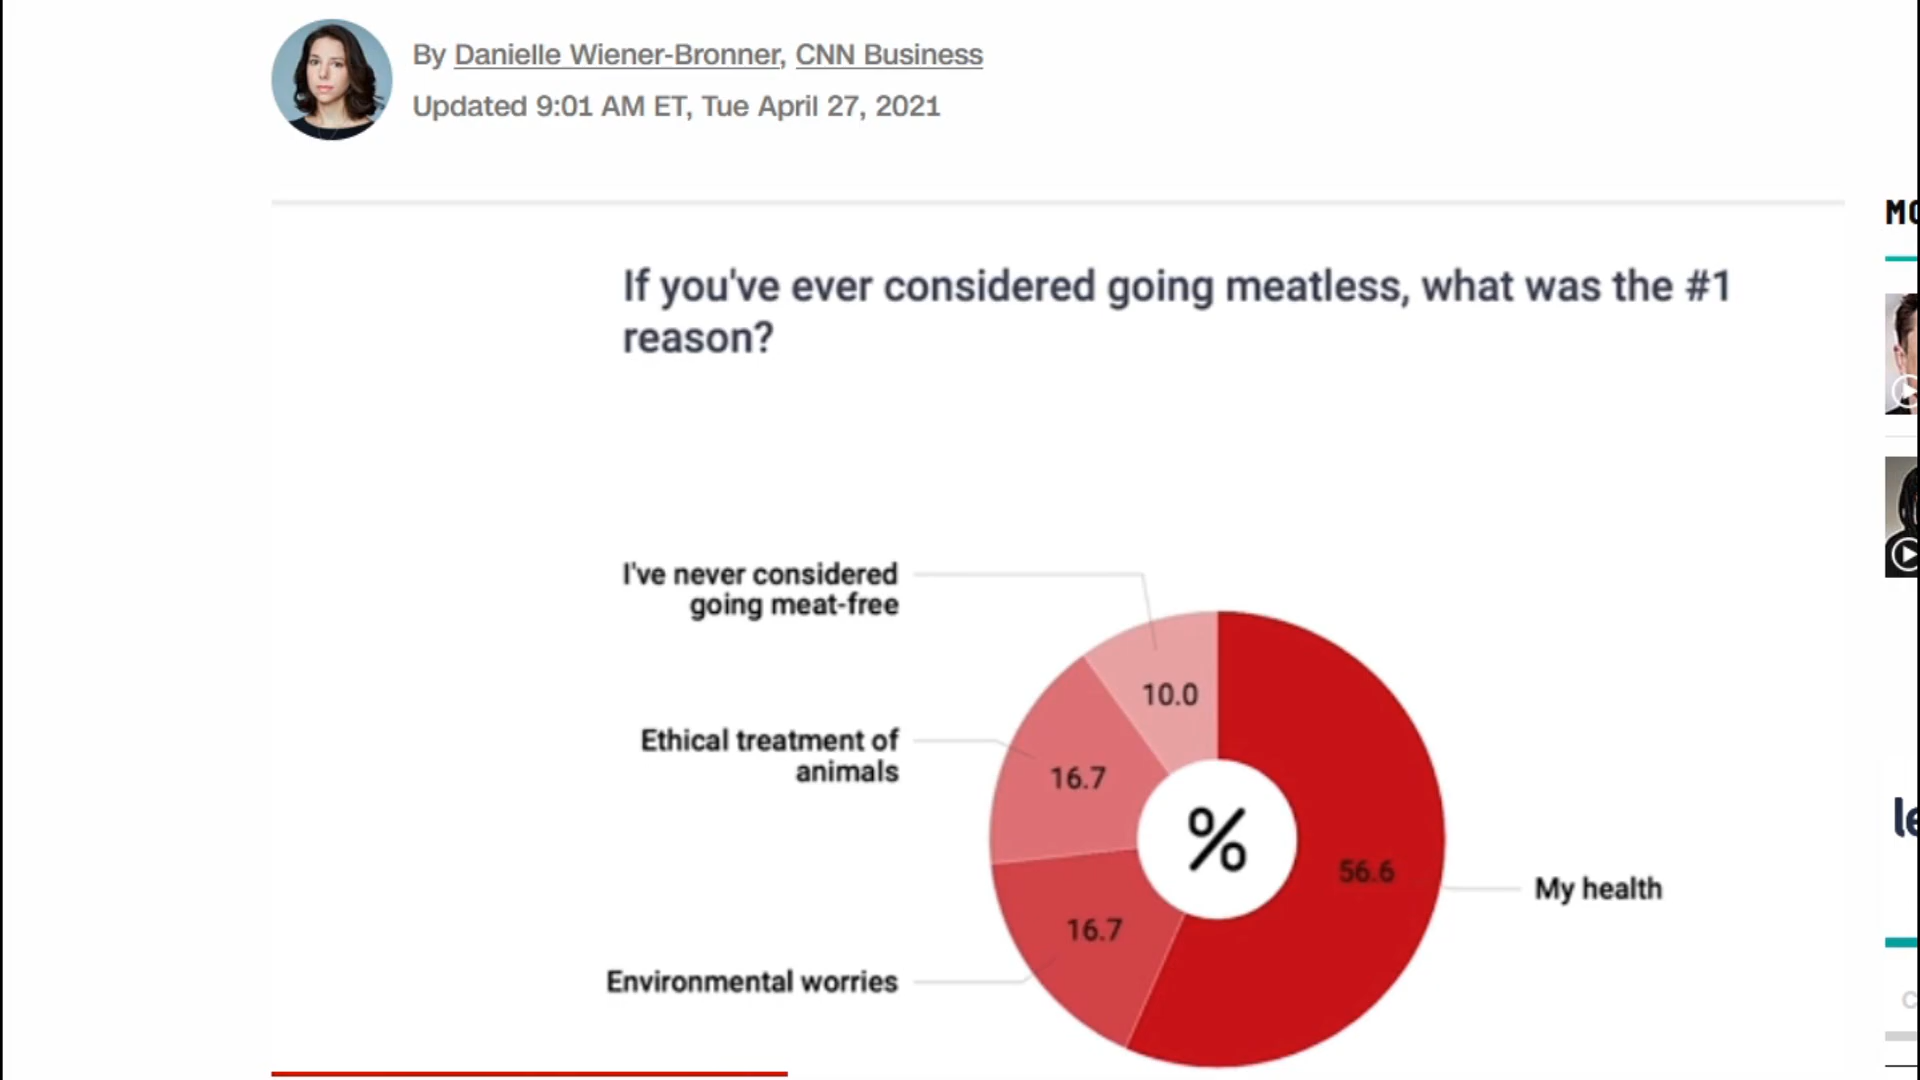 By Danielle Wiener-Bronner, CNN Business
Updated 9:01 AM ET, Tue April 27, 2021
If you've ever considered going meatless, what was the #1
reason?
I've never considered
going meat-free
10.0
Ethical treatment of
animals
16.7
%
56.6
My health
16.7
Environmental worries